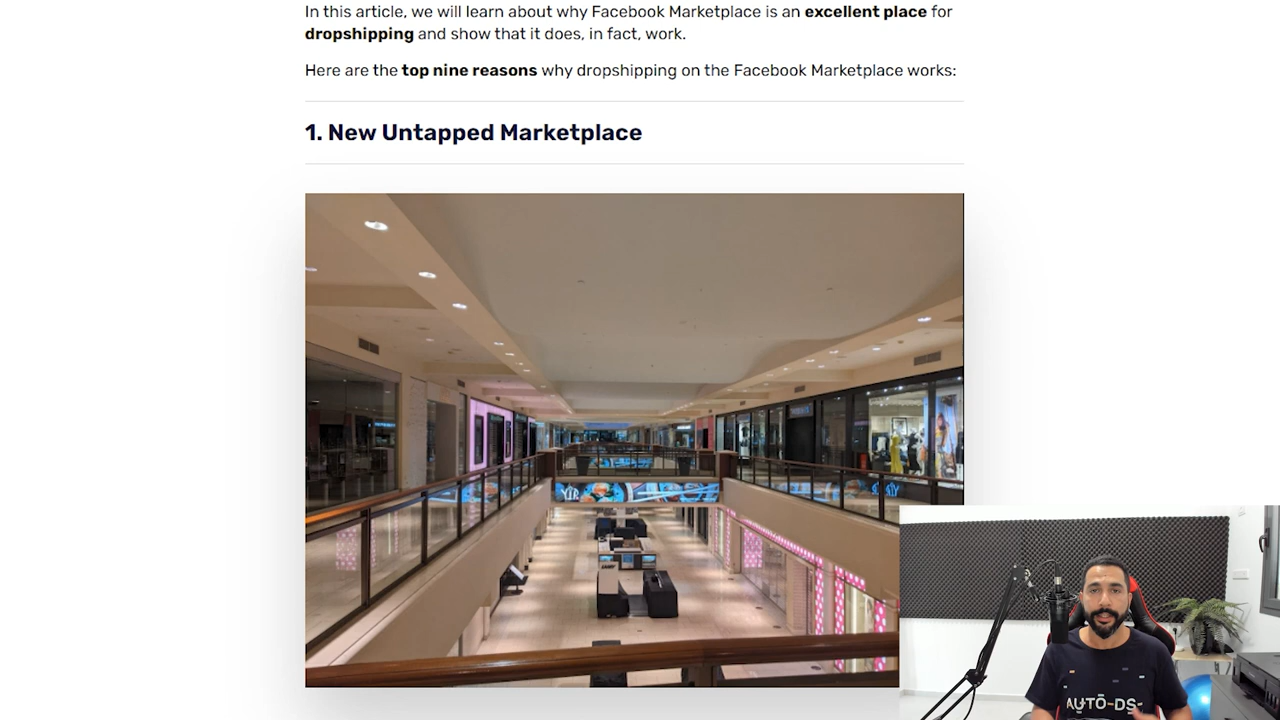 In this article, we will learn about why Facebook Marketplace is an excellent place for
dropshipping and show that it does, in fact, work.
Here are the top nine reasons why dropshipping on the Facebook Marketplace works:
1. New Untapped Marketplace
AUTO-DS-